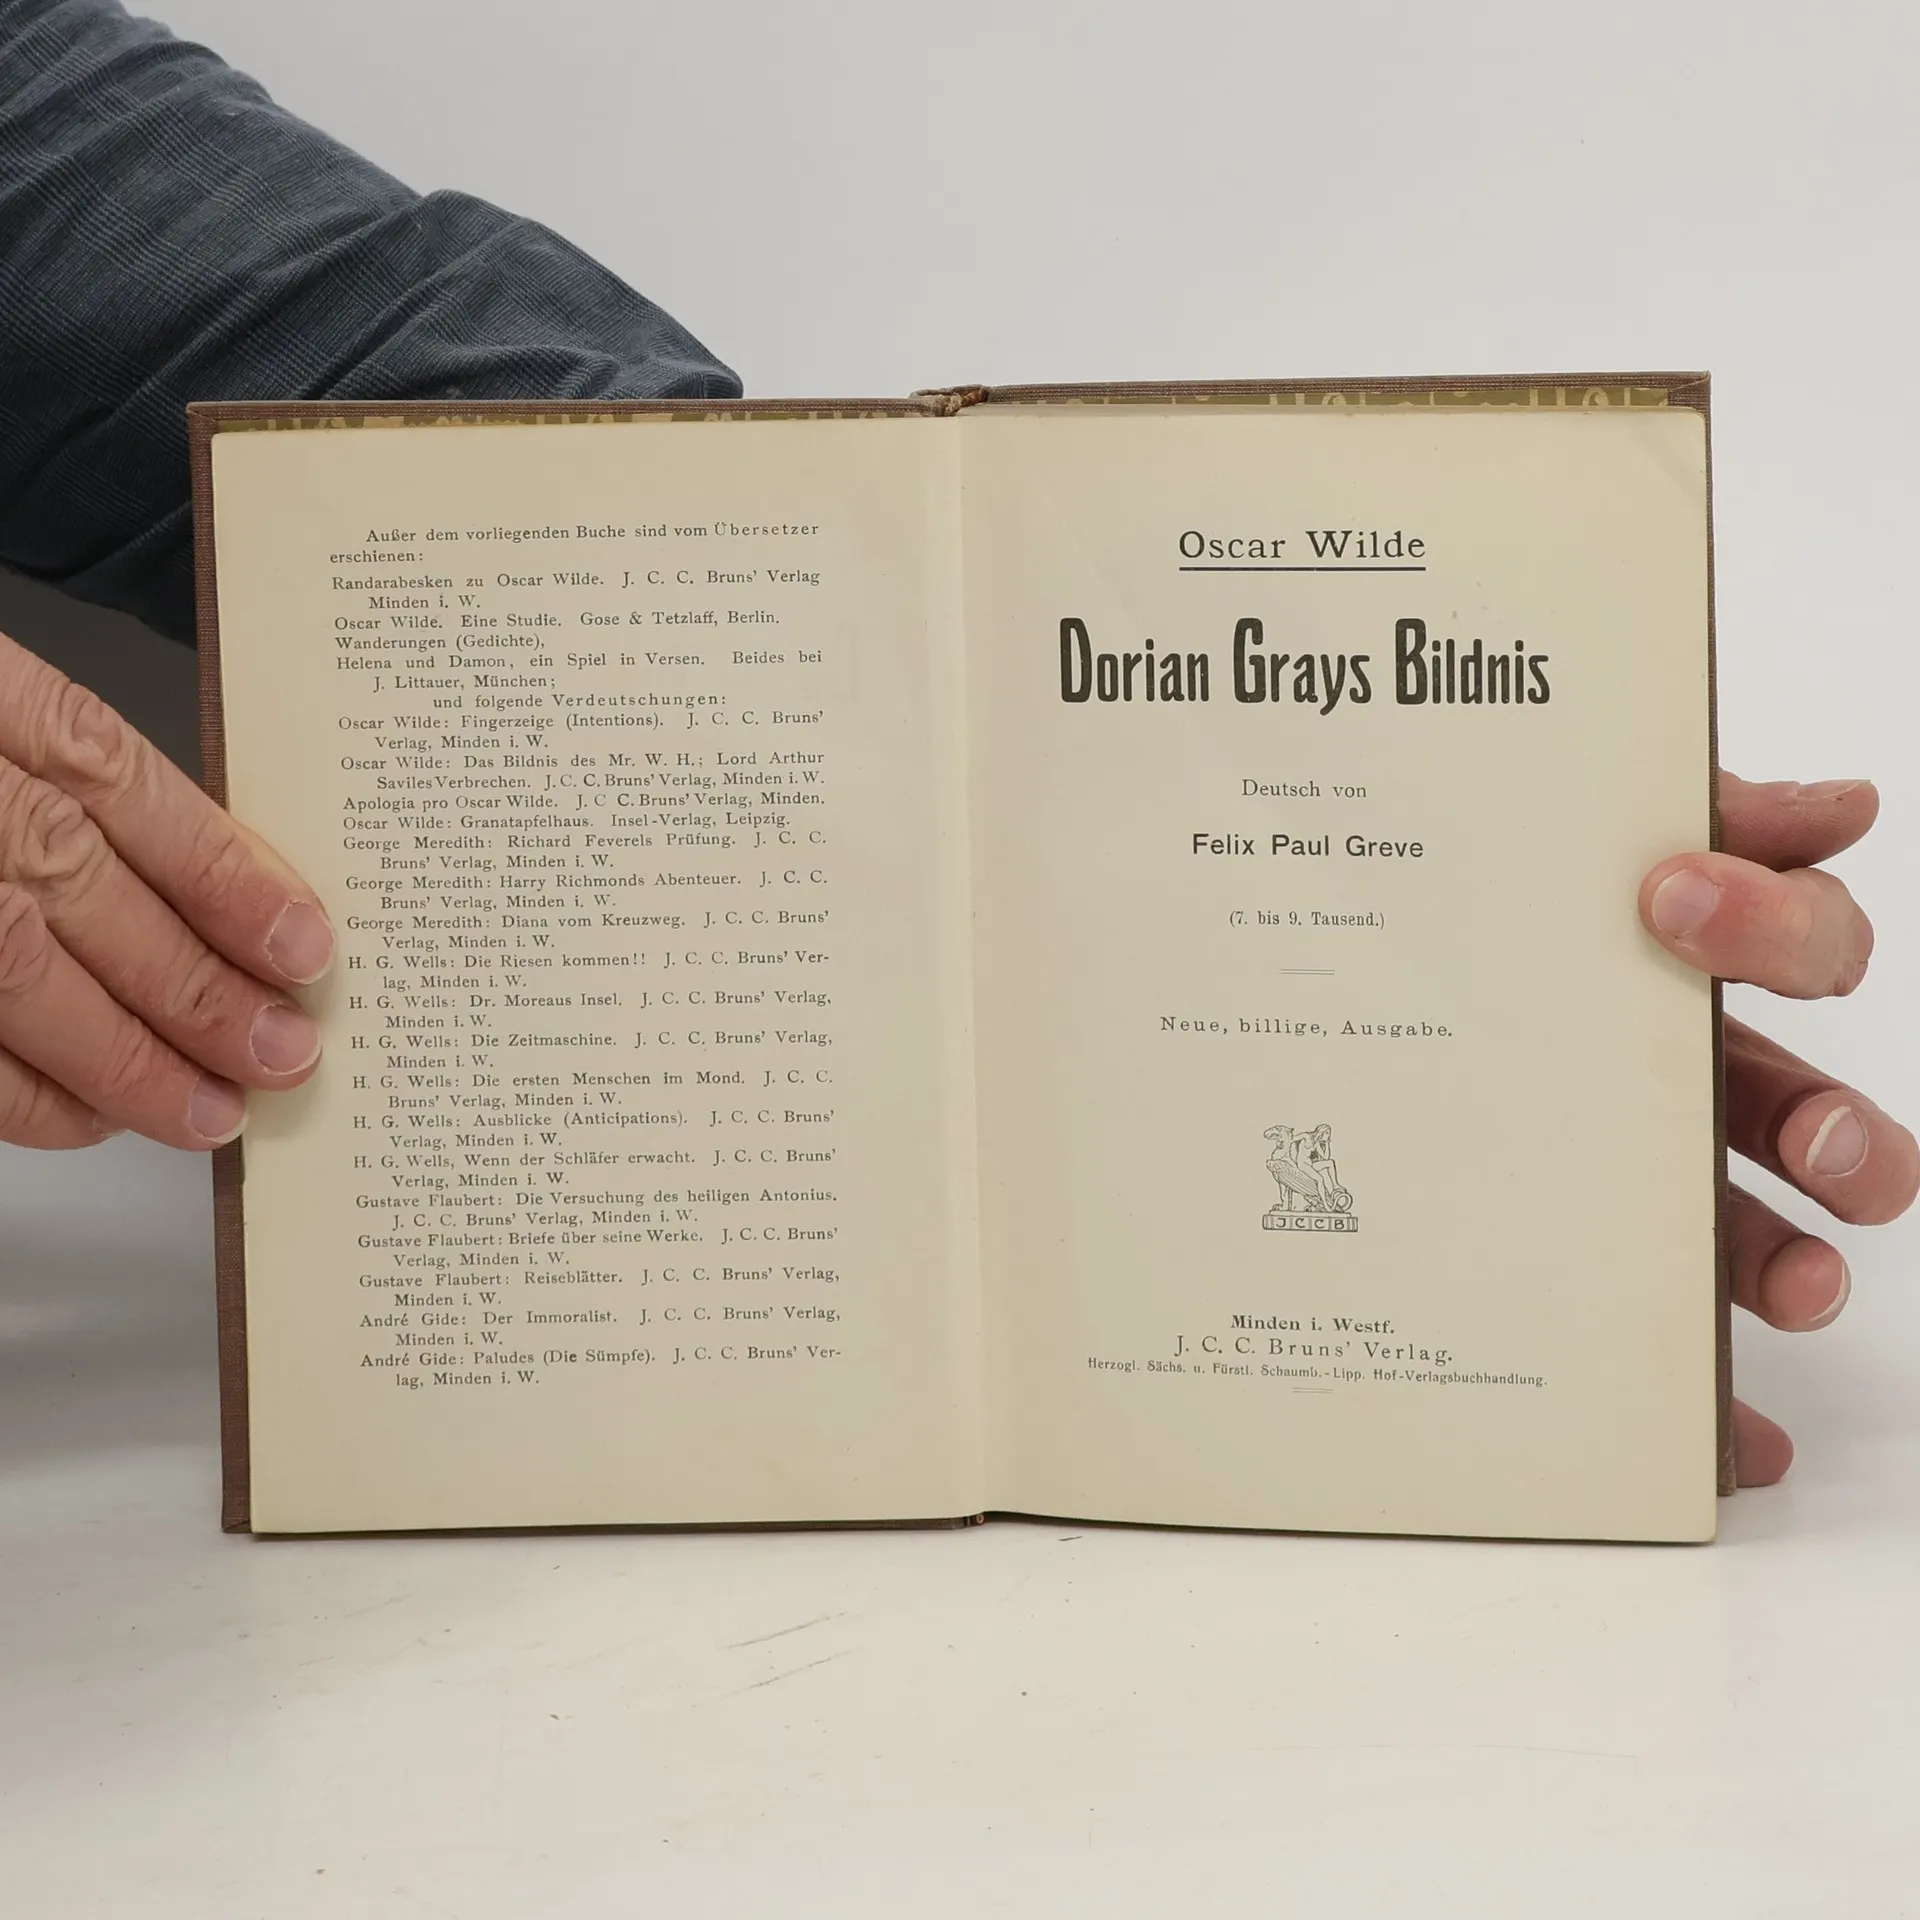 Außer dem vorliegenden Buche sind vom Übersetzer
erschienen:
Randarabesken zu Oscar Wilde. J. C. C. Bruns' Verlag
Minden i. W.
Oscar Wilde. Eine Studie. Gose & Tetzlaff, Berlin.
Wanderungen (Gedichte),
Helena und Damon, ein Spiel in Versen. Beides bei
J. Littauer, München;
und folgende Verdeutschungen:
Oscar Wilde: Fingerzeige (Intentions). J. C. C. Bruns'
Verlag, Minden i. W.
Oscar Wilde: Das Bildnis des Mr. W. H.; Lord Arthur
Saviles Verbrechen. J. C. C. Bruns' Verlag, Minden i. W.
Apologia pro Oscar Wilde. J. C C. Bruns' Verlag, Minden.
Oscar Wilde: Granatapfelhaus. Insel-Verlag, Leipzig.
George Meredith: Richard Feverels Prüfung. J. C. C.
Bruns' Verlag, Minden i. W.
George Meredith: Harry Richmonds Abenteuer. J. C. C.
Bruns' Verlag, Minden i. W.
George Meredith: Diana vom Kreuzweg. J. C. C. Bruns'
Verlag, Minden i. W.
H. G. Wells: Die Riesen kommen!! J. C. C. Bruns' Ver-
lag, Minden i. W.
H. G. Wells: Dr. Moreaus Insel. J. C. C. Bruns' Verlag,
Minden i. W.
H. G. Wells: Die Zeitmaschine. J. C. C. Bruns' Verlag,
Minden i. W.
H. G. Wells: Die ersten Menschen im Mond. J. C. C.
Bruns' Verlag, Minden i. W.
H. G. Wells: Ausblicke (Anticipations). J. C. C. Bruns'
Verlag, Minden i. W.
H. G. Wells, Wenn der Schläfer erwacht. J. C. C. Bruns'
Verlag, Minden i. W.
Gustave Flaubert: Die Versuchung des heiligen Antonius.
J. C. C. Bruns' Verlag, Minden i. W.
Gustave Flaubert: Briefe über seine Werke. J. C. C. Bruns'
Verlag, Minden i. W.
Gustave Flaubert: Reiseblätter. J. C. C. Bruns' Verlag,
Minden i. W.
André Gide: Der Immoralist. J. C. C. Bruns' Verlag,
Minden i. W.
André Gide: Paludes (Die Sümpfe). J. C. C. Bruns' Ver-
lag, Minden i. W.
Oscar Wilde
Dorian Grays Bildnis
Deutsch von
Felix Paul Greve
(7. bis 9. Tausend.)
Neue, billige, Ausgabe.
J C C B
Minden i. Westf.
J. C. C. Bruns' Verlag.
Herzogl. Sächs. u. Fürstl. Schaumb.-Lipp. Hof-Verlagsbuchhandlung.